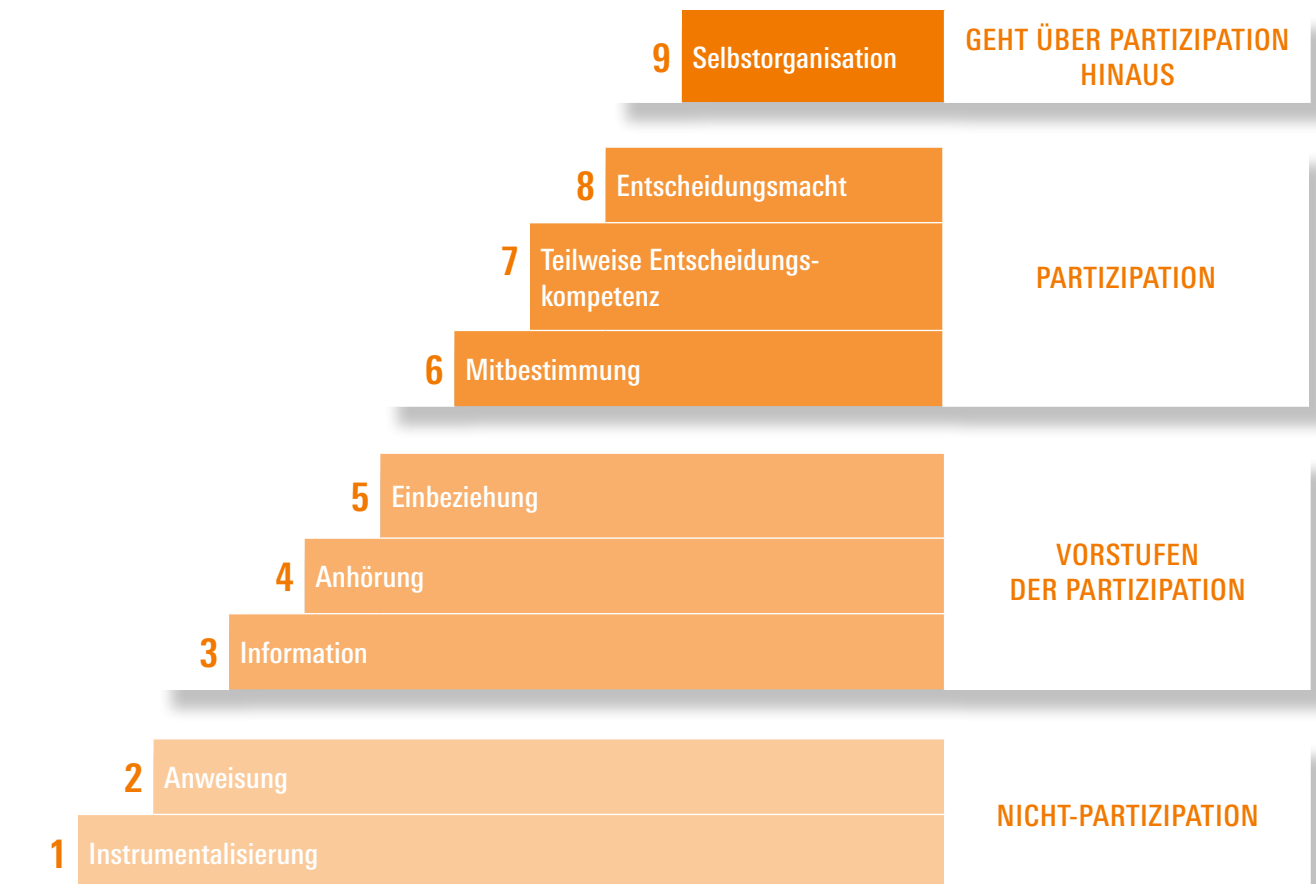 9 Selbstorganisation
GEHT ÜBER PARTIZIPATION
HINAUS
8 Entscheidungsmacht
7 Teilweise Entscheidungs-
kompetenz
6 Mitbestimmung
PARTIZIPATION
5 Einbeziehung
4 Anhörung
3 Information
VORSTUFEN
DER PARTIZIPATION
2 Anweisung
1 Instrumentalisierung
NICHT-PARTIZIPATION